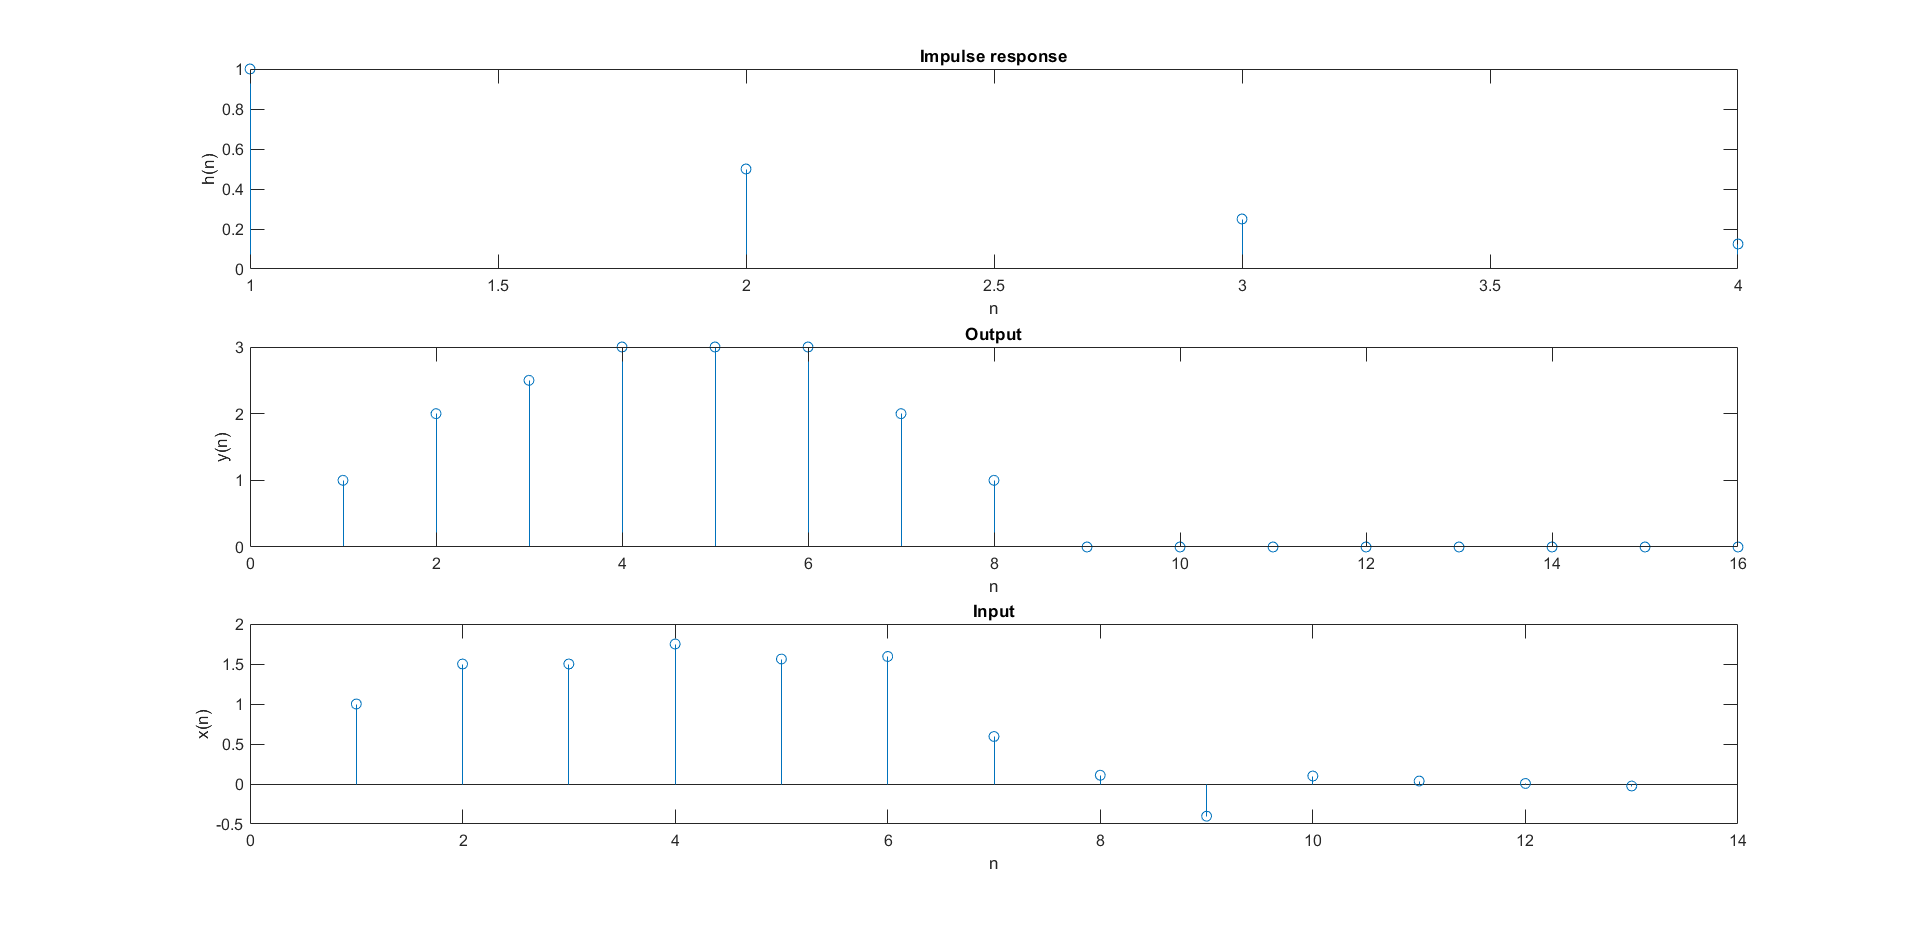 Impulse response
1
0.8
0.6
0.4
0.2
0
h(n)
1 1.5 2 2.5 3 3.5 4
n
Output
3
2
1
0
y(n)
0 2 4 6 8 10 12 14 16
n
Input
2
1.5
1
0.5
0
-0.5
x(n)
0 2 4 6 8 10 12 14
n